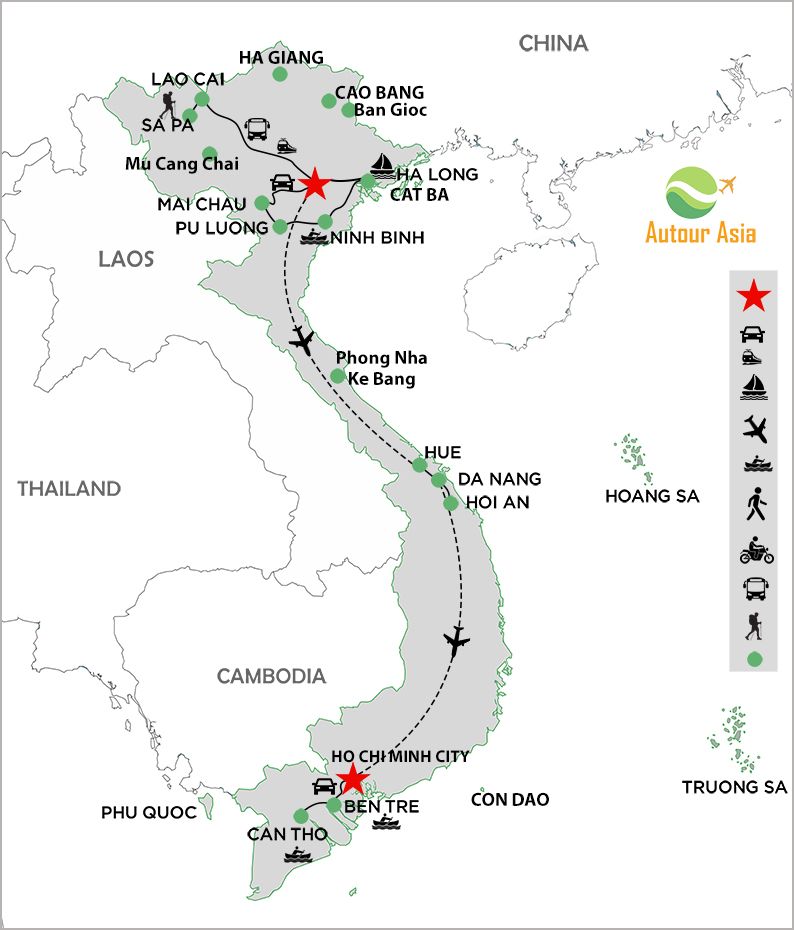 CHINA
HA GIANG
LAO CAI
CAO BANG
Ban Gioc
SA PA
Mu Cang Chai
HA LONG
CAT BA
MAI CHAU
PU LUONG
NINH BINH
Autour Asia
LAOS
Phong Nha
Ke Bang
HUE
DA NANG
HOI AN
THAILAND
HOANG SA
CAMBODIA
HO CHI MINH CITY
TRUONG SA
PHU QUOC
BEN TRE
CON DAO
CAN THO